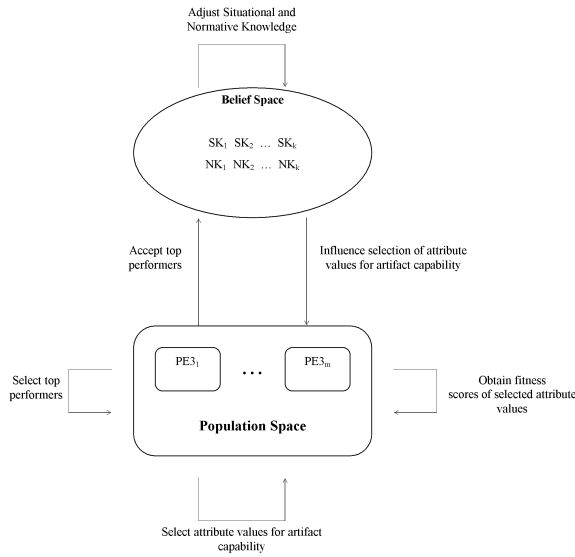 Adjust Situational and
Normative Knowledge
Belief Space
SK₁ SK₂ … SKₖ
NK₁ NK₂ … NKₖ
Accept top
performers
Influence selection of attribute
values for artifact capability
PE3₁ • • • PE3ₘ
Population Space
Select top
performers
Obtain fitness
scores of selected attribute
values
Select attribute values for artifact
capability